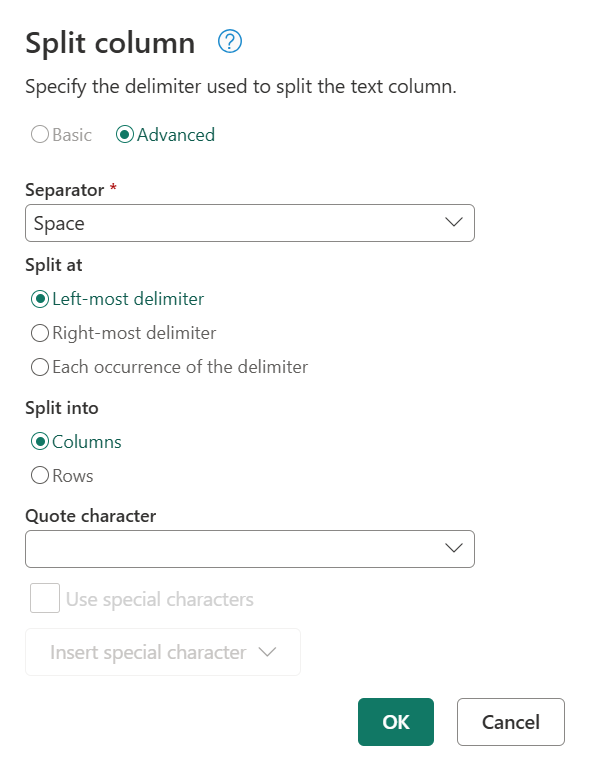 Split column ?
Specify the delimiter used to split the text column.
Basic Advanced
Separator *
Space
Split at
Left-most delimiter
Right-most delimiter
Each occurrence of the delimiter
Split into
Columns
Rows
Quote character
Use special characters
Insert special character
OK Cancel